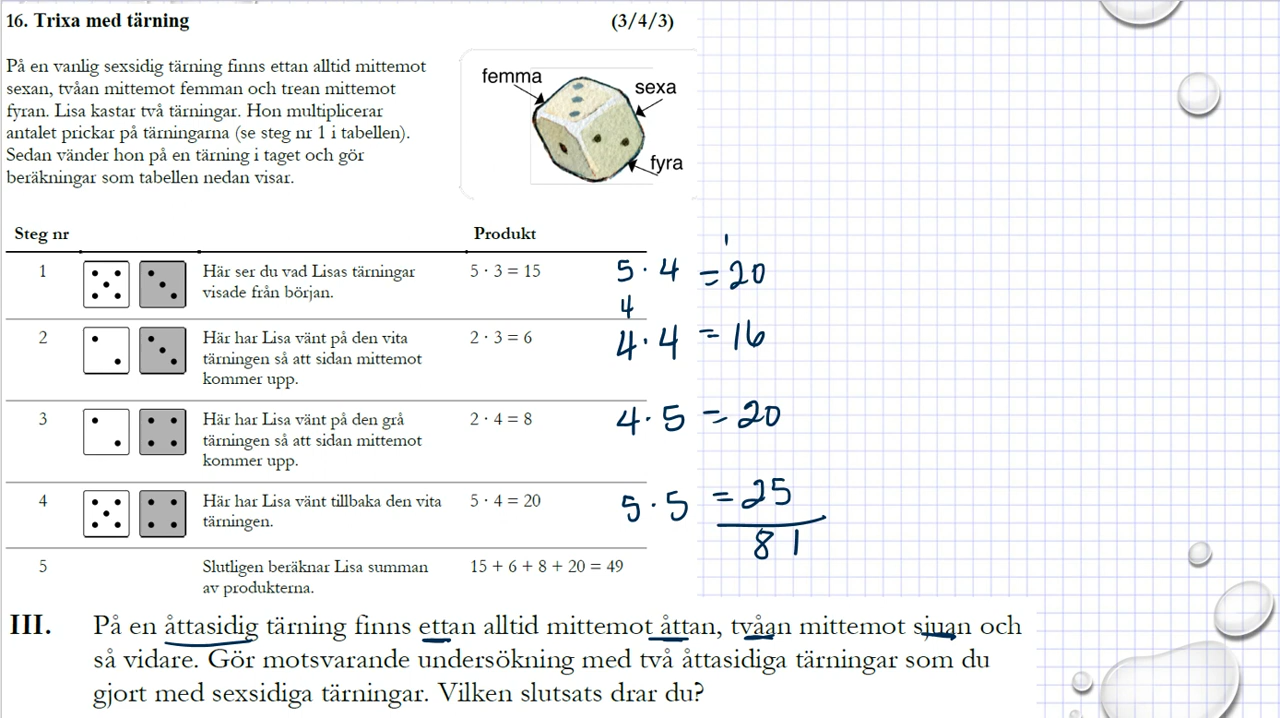 16. Trixa med tärning (3/4/3)
På en vanlig sexsidig tärning finns ettan alltid mittemot
sexan, tvåan mittemot femman och trean mittemot
fyran. Lisa kastar två tärningar. Hon multiplicerar
antalet prickar på tärningarna (se steg nr 1 i tabellen).
Sedan vänder hon på en tärning i taget och gör
beräkningar som tabellen nedan visar.
femma
sexa
fyra
Steg nr Produkt
1 Här ser du vad Lisas tärningar 5 · 3 = 15
visade från början.
2 Här har Lisa vänt på den vita 2 · 3 = 6
tärningen så att sidan mittemot
kommer upp.
3 Här har Lisa vänt på den grå 2 · 4 = 8
tärningen så att sidan mittemot
kommer upp.
4 Här har Lisa vänt tillbaka den vita 5 · 4 = 20
tärningen.
5 Slutligen beräknar Lisa summan 15 + 6 + 8 + 20 = 49
av produkterna.
1
5 · 4 = 20
4
4 · 4 = 16
4 · 5 = 20
5 · 5 = 25
81
III. På en åttasidig tärning finns ettan alltid mittemot åttan, tvåan mittemot sjuan och
så vidare. Gör motsvarande undersökning med två åttasidiga tärningar som du
gjort med sexsidiga tärningar. Vilken slutsats drar du?